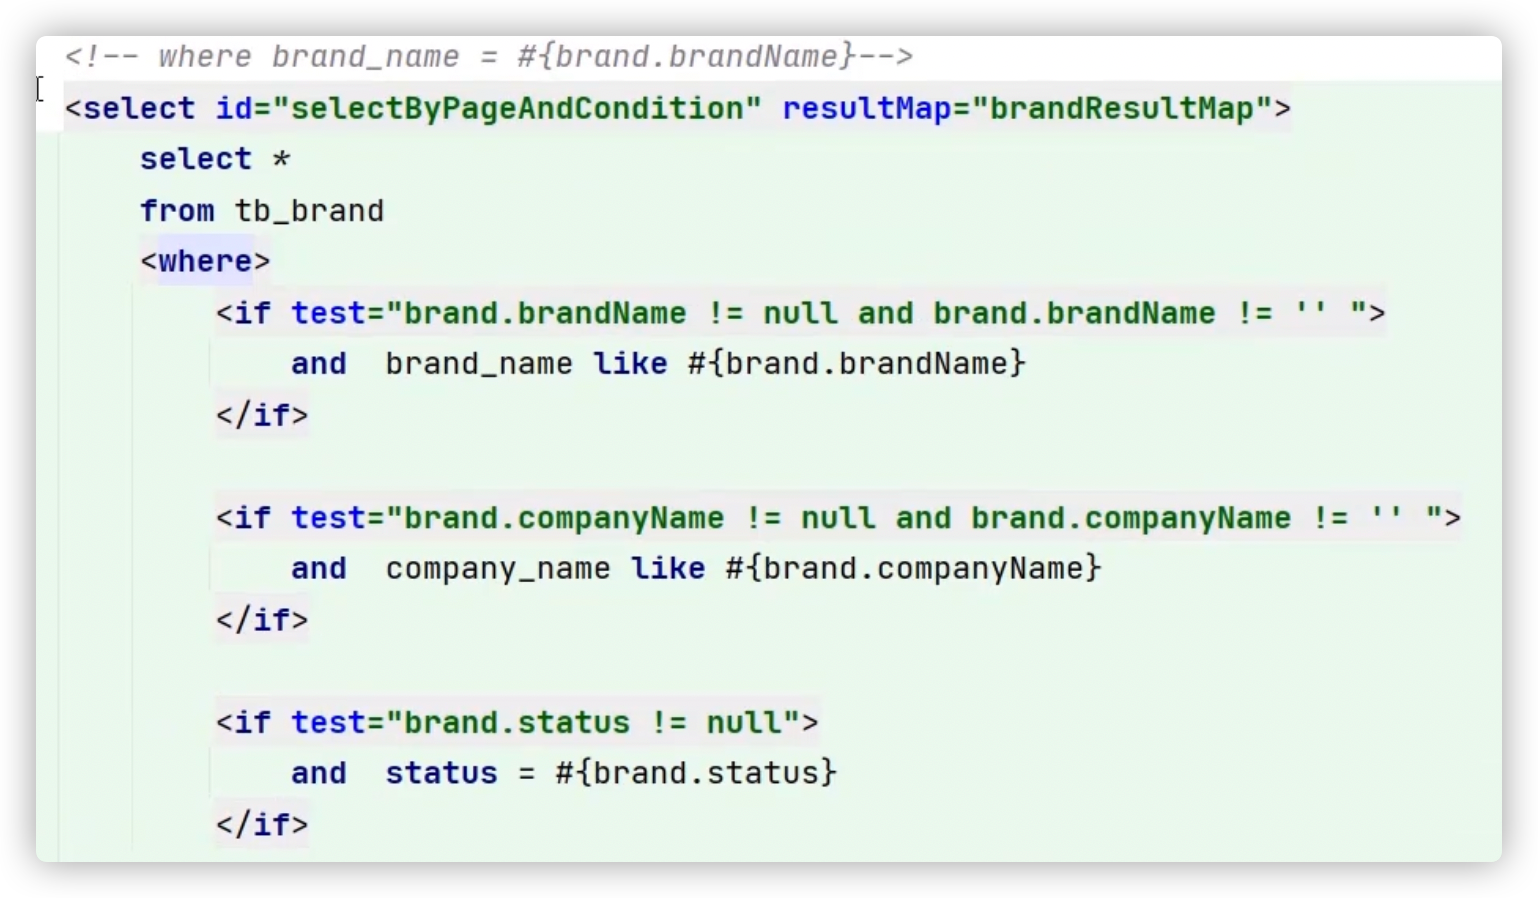 <!-- where brand_name = #{brand.brandName}-->
<select id="selectByPageAndCondition" resultMap="brandResultMap">
select *
from tb_brand
<where>
<if test="brand.brandName != null and brand.brandName != '' ">
and  brand_name like #{brand.brandName}
</if>
<if test="brand.companyName != null and brand.companyName != '' ">
and  company_name like #{brand.companyName}
</if>
<if test="brand.status != null">
and  status = #{brand.status}
</if>